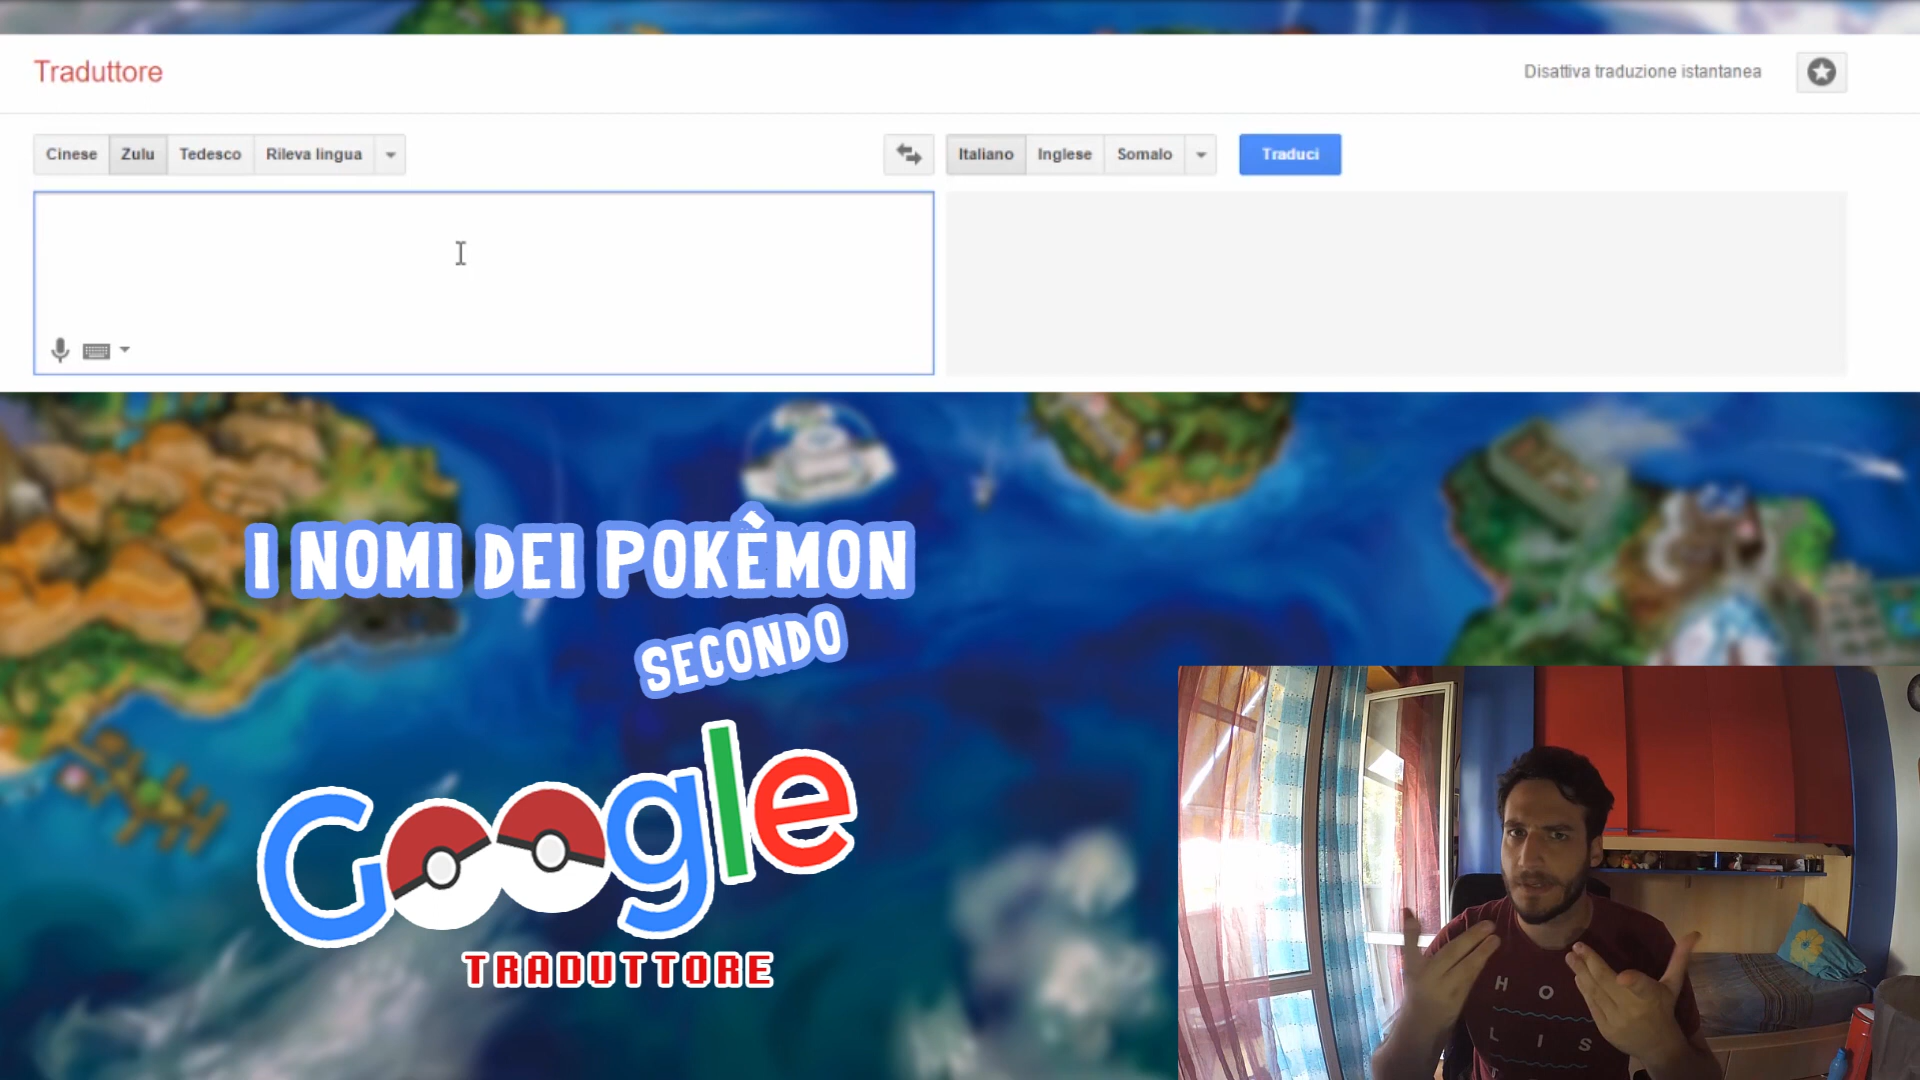 Traduttore
Disattiva traduzione istantanea
Cinese Zulu Tedesco Rileva lingua
Italiano Inglese Somalo Traduci
I NOMI DEI POKÈMON
SECONDO
Google
TRADUTTORE
H O
L I S